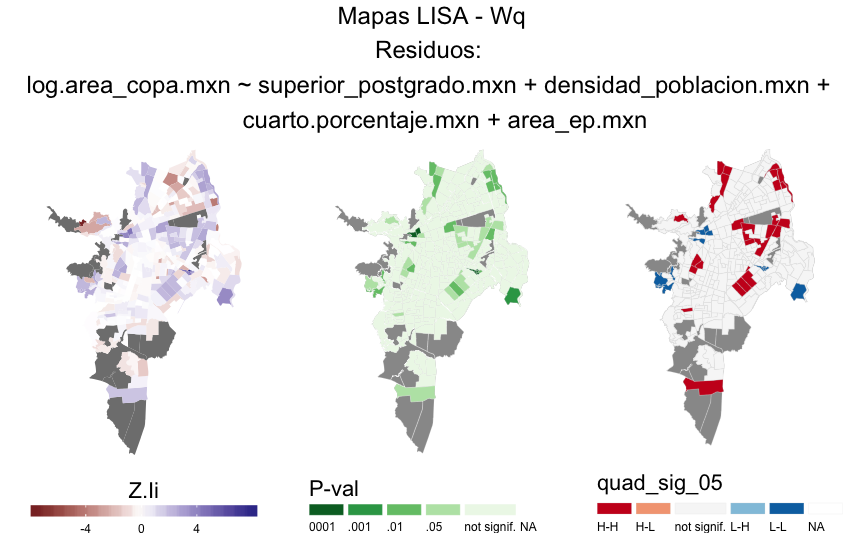 Mapas LISA - Wq
Residuos:
log.area_copa.mxn ~ superior_postgrado.mxn + densidad_poblacion.mxn +
cuarto.porcentaje.mxn + area_ep.mxn
Z.Ii
-4 0 4
P-val
0001 .001 .01 .05 not signif. NA
quad_sig_05
H-H H-L not signif. L-H L-L NA